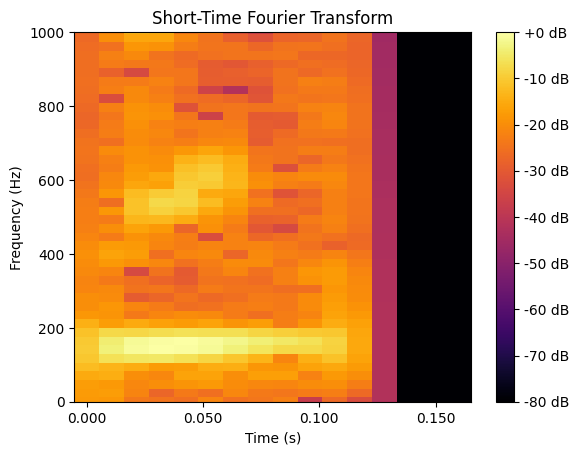 Short-Time Fourier Transform
1000
800
600
400
200
0
Frequency (Hz)
0.000
0.050
0.100
0.150
Time (s)
+0 dB
-10 dB
-20 dB
-30 dB
-40 dB
-50 dB
-60 dB
-70 dB
-80 dB